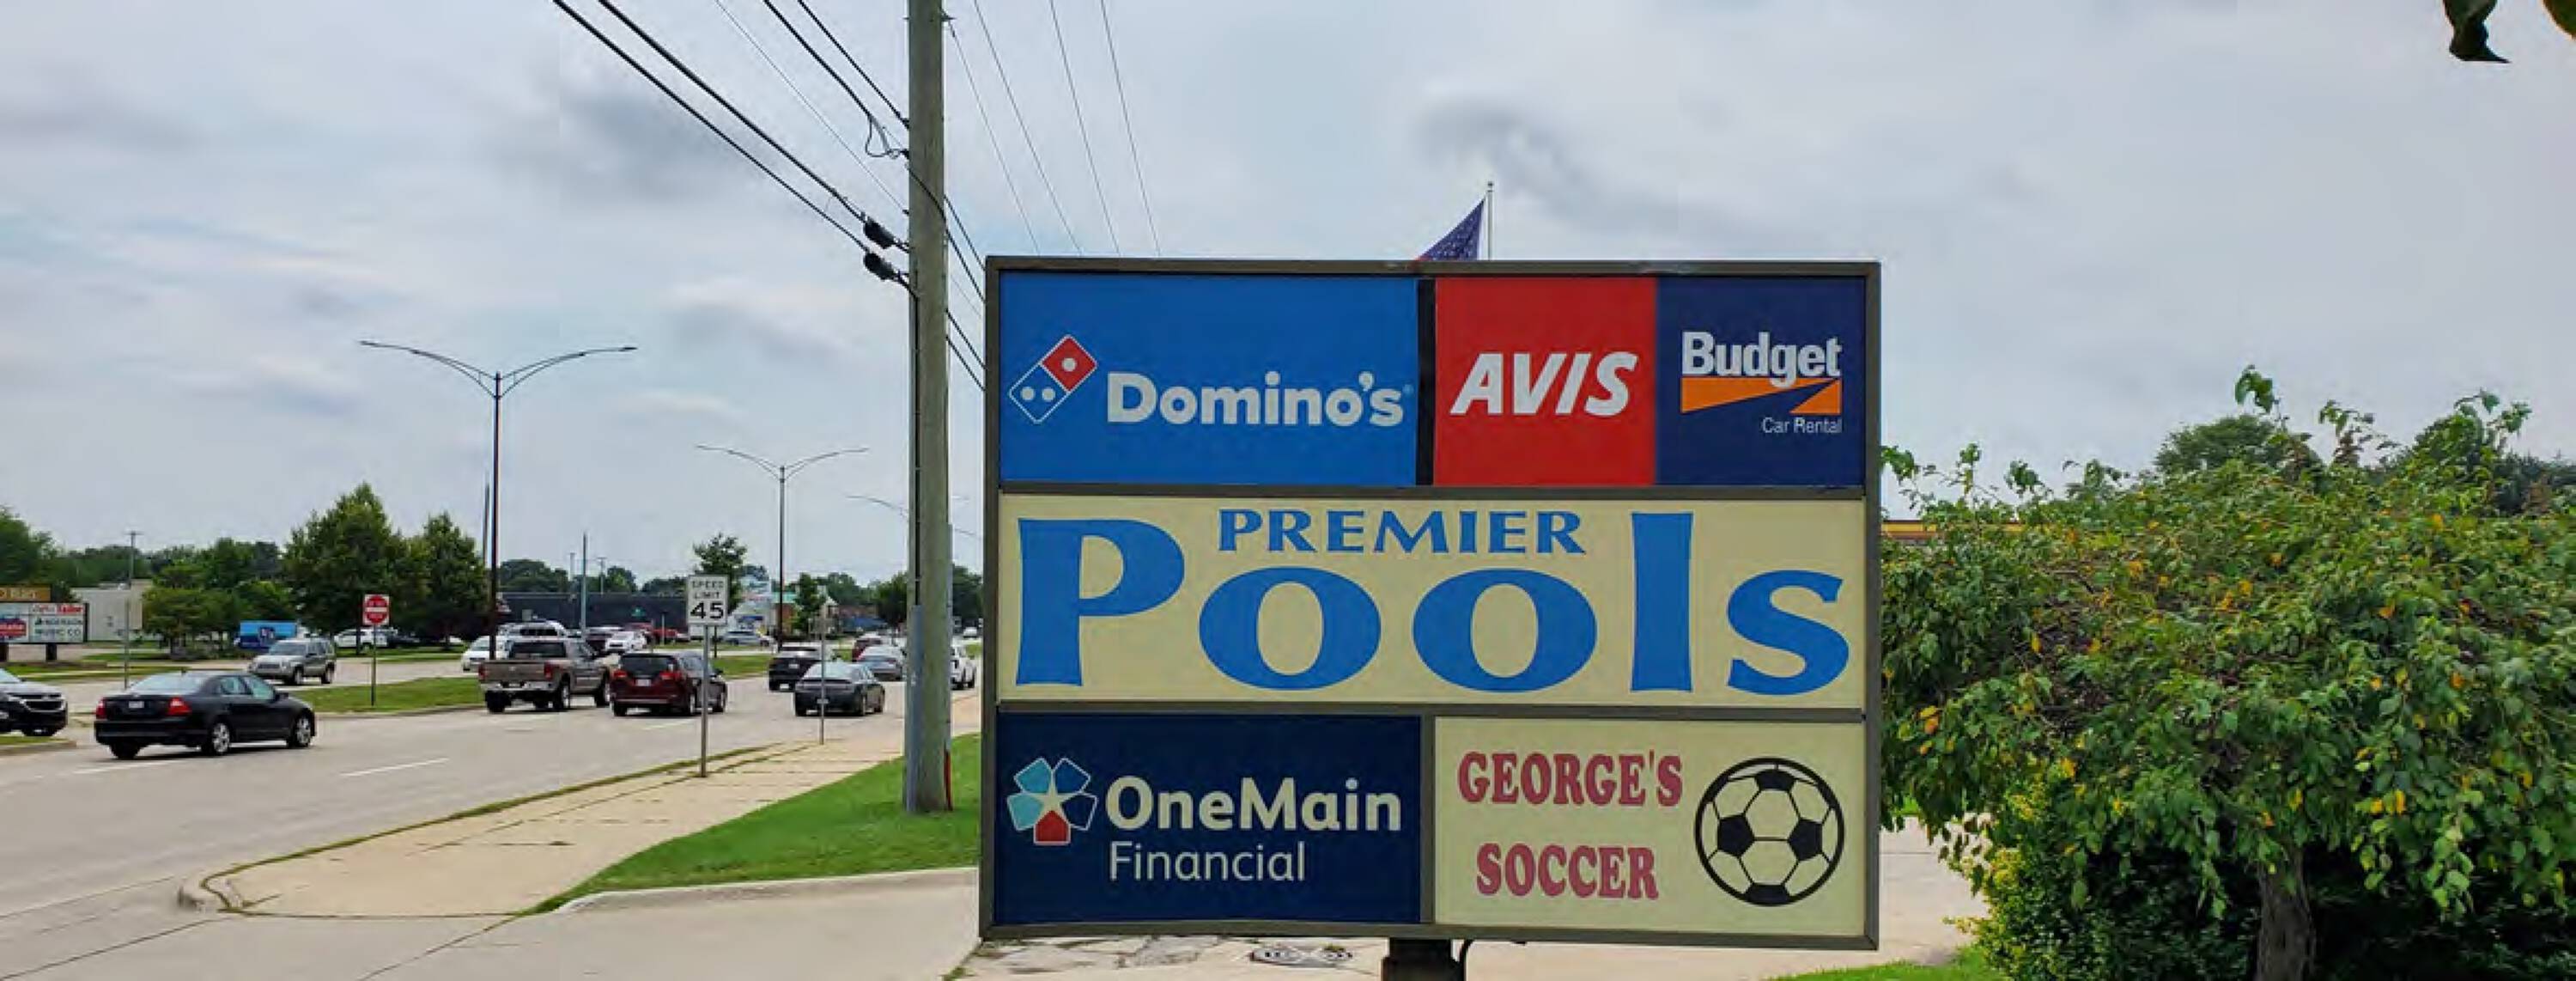 Domino's
AVIS
Budget
Car Rental
PREMIER
Pools
OneMain
Financial
GEORGE'S
SOCCER
SPEED
LIMIT
45